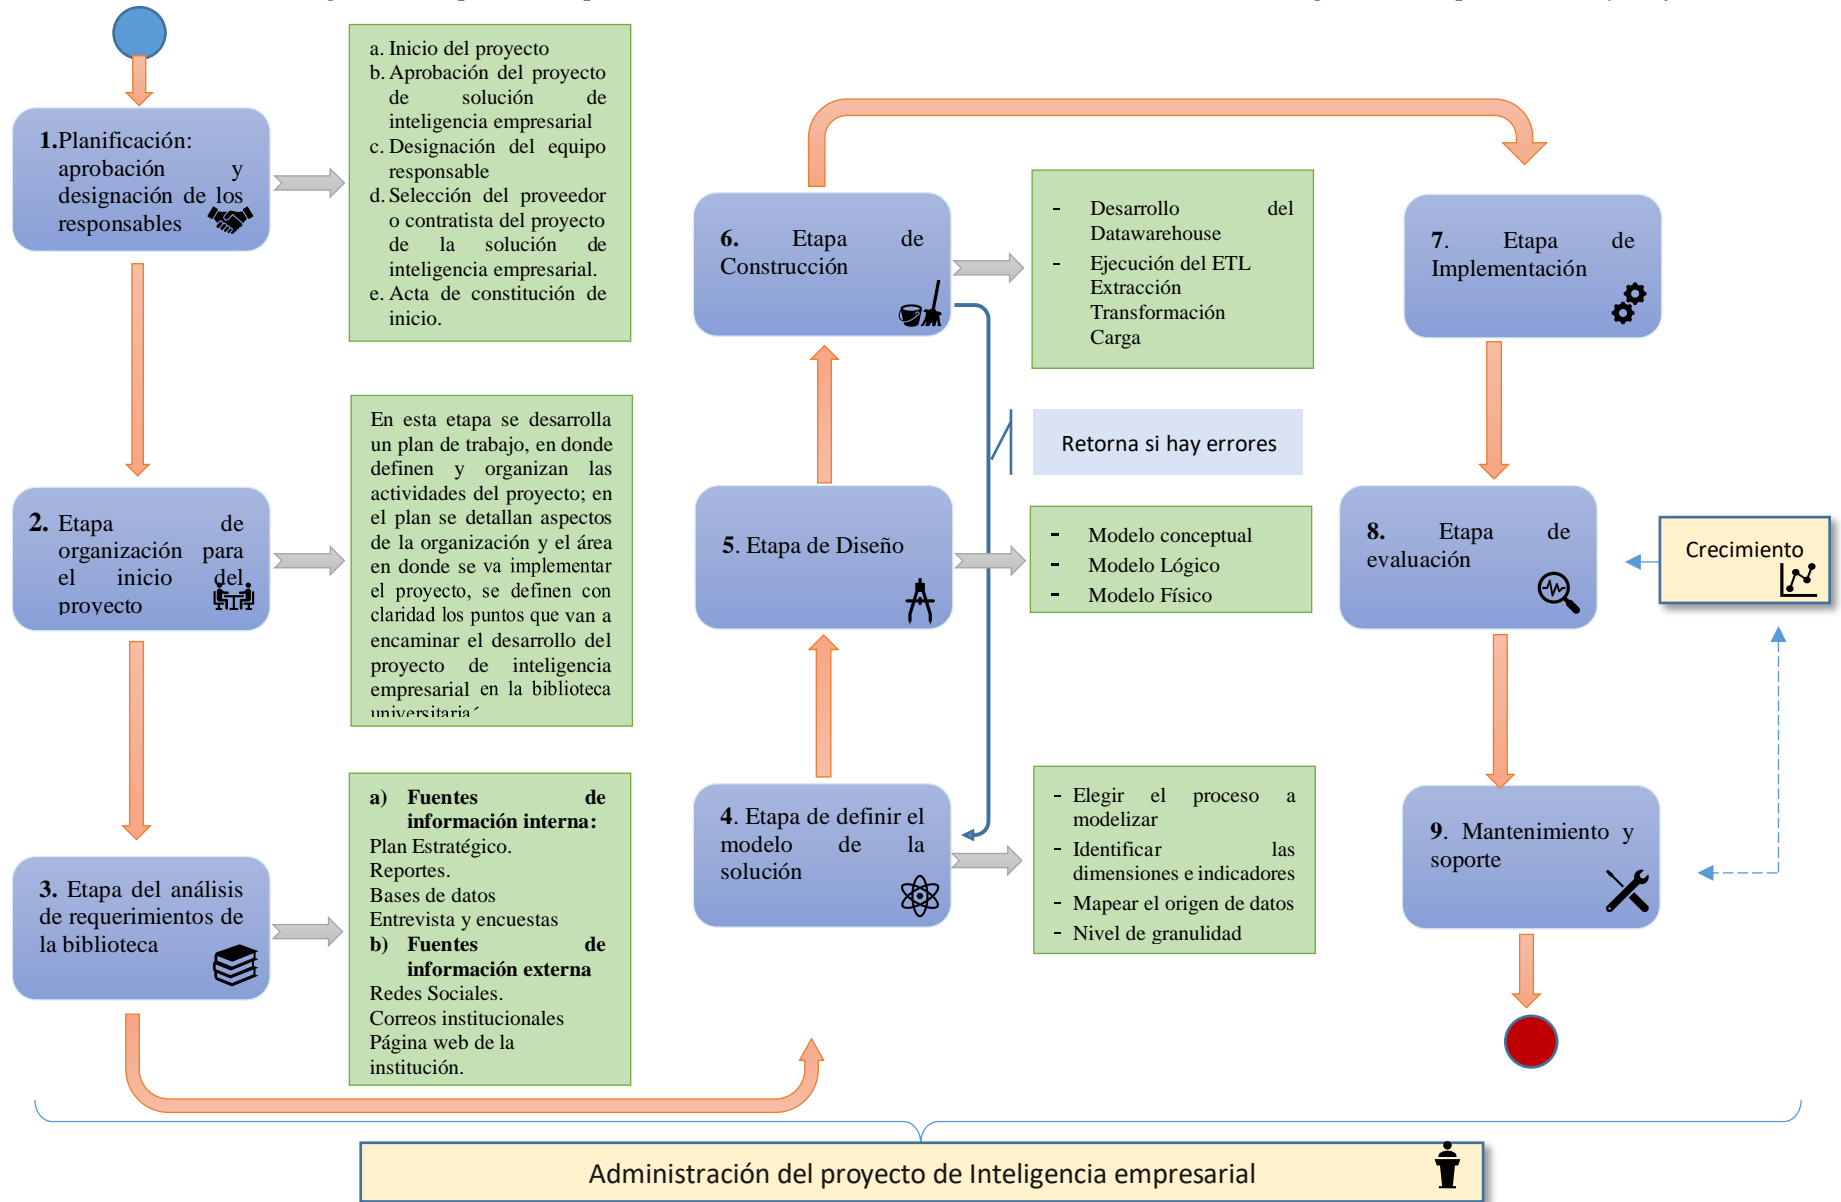 1.Planificación:
aprobación y
designación de los
responsables
a. Inicio del proyecto
b. Aprobación del proyecto
de solución de
inteligencia empresarial
c. Designación del equipo
responsable
d. Selección del proveedor
o contratista del proyecto
de la solución de
inteligencia empresarial.
e. Acta de constitución de
inicio.
2. Etapa de
organización para
el inicio del
proyecto
En esta etapa se desarrolla
un plan de trabajo, en donde
definen y organizan las
actividades del proyecto; en
el plan se detallan aspectos
de la organización y el área
en donde se va implementar
el proyecto, se definen con
claridad los puntos que van a
encaminar el desarrollo del
proyecto de inteligencia
empresarial en la biblioteca
universitaria´
3. Etapa del análisis
de requerimientos de
la biblioteca
a) Fuentes de
información interna:
Plan Estratégico.
Reportes.
Bases de datos
Entrevista y encuestas
b) Fuentes de
información externa
Redes Sociales.
Correos institucionales
Página web de la
institución.
4. Etapa de definir el
modelo de la
solución
- Elegir el proceso a
modelizar
- Identificar las
dimensiones e indicadores
- Mapear el origen de datos
- Nivel de granulidad
5. Etapa de Diseño
- Modelo conceptual
- Modelo Lógico
- Modelo Físico
6. Etapa de
Construcción
- Desarrollo del
Datawarehouse
- Ejecución del ETL
Extracción
Transformación
Carga
Retorna si hay errores
7. Etapa de
Implementación
8. Etapa de
evaluación
Crecimiento
9. Mantenimiento y
soporte
Administración del proyecto de Inteligencia empresarial